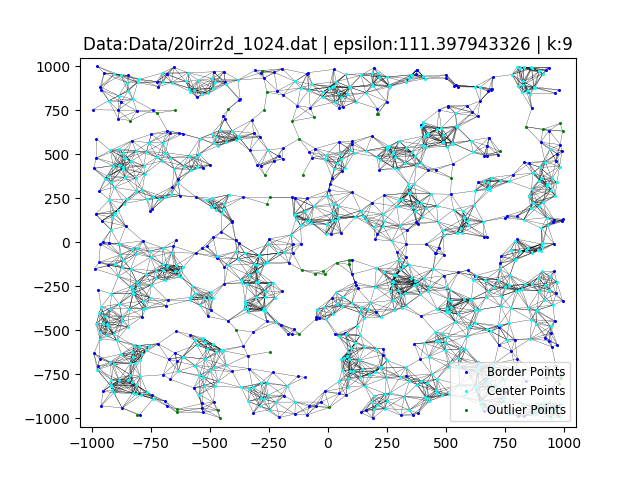 Data:Data/20irr2d_1024.dat | epsilon:111.397943326 | k:9
1000
750
500
250
0
−250
−500
−750
−1000
Border Points
Center Points
Outlier Points
−1000 −750 −500 −250 0 250 500 750 1000